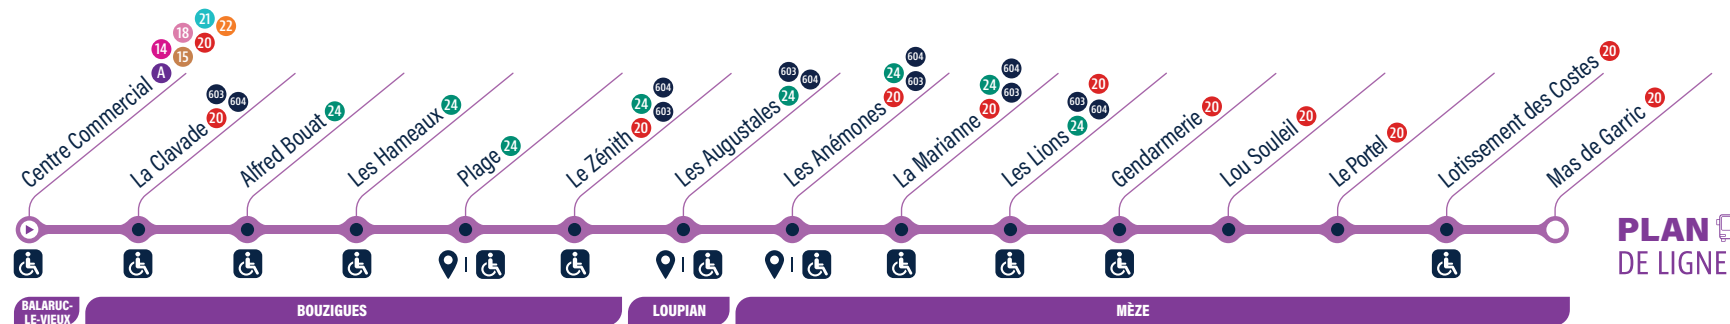 Centre Commercial A 14 15 18 20 21 22
La Clavade 20 603 604
Alfred Bouat 24
Les Hameaux 24
Plage 24
Le Zénith 20 24 603 604
Les Augustales 24 603 604
Les Anémones 20 24 603 604
La Marianne 20 24 603 604
Les Lions 24 603 604 20
Gendarmerie 20
Lou Souleil 20
Le Portel 20
Lotissement des Costes 20
Mas de Garric 20
PLAN
DE LIGNE
BALARUC-
LE-VIEUX
BOUZIGUES
LOUPIAN
MÈZE